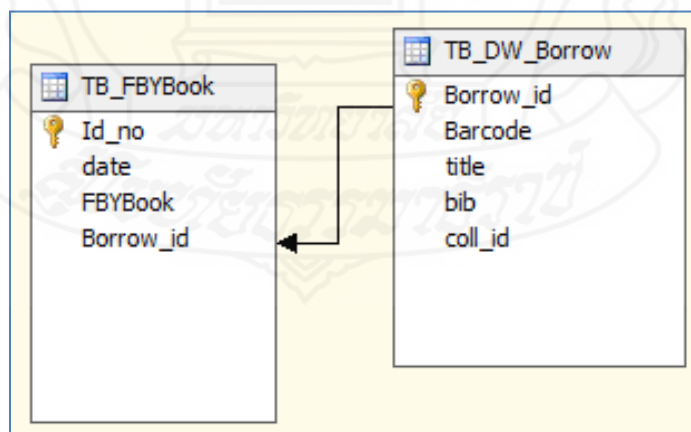 TB_FBYBook
Id_no
date
FBYBook
Borrow_id
TB_DW_Borrow
Borrow_id
Barcode
title
bib
coll_id